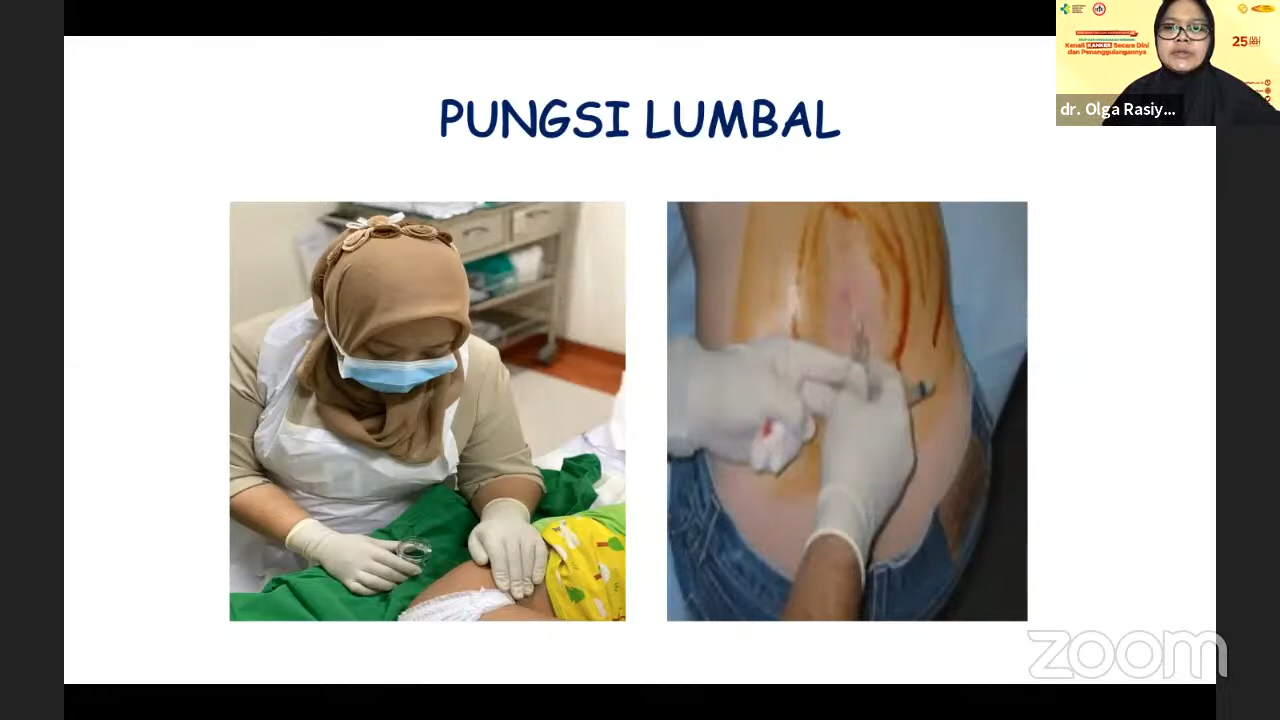 PUNGSI LUMBAL
Kenali KANKER Secara Dini
dan Penanggulangannya
25
dr. Olga Rasiy...
zoom